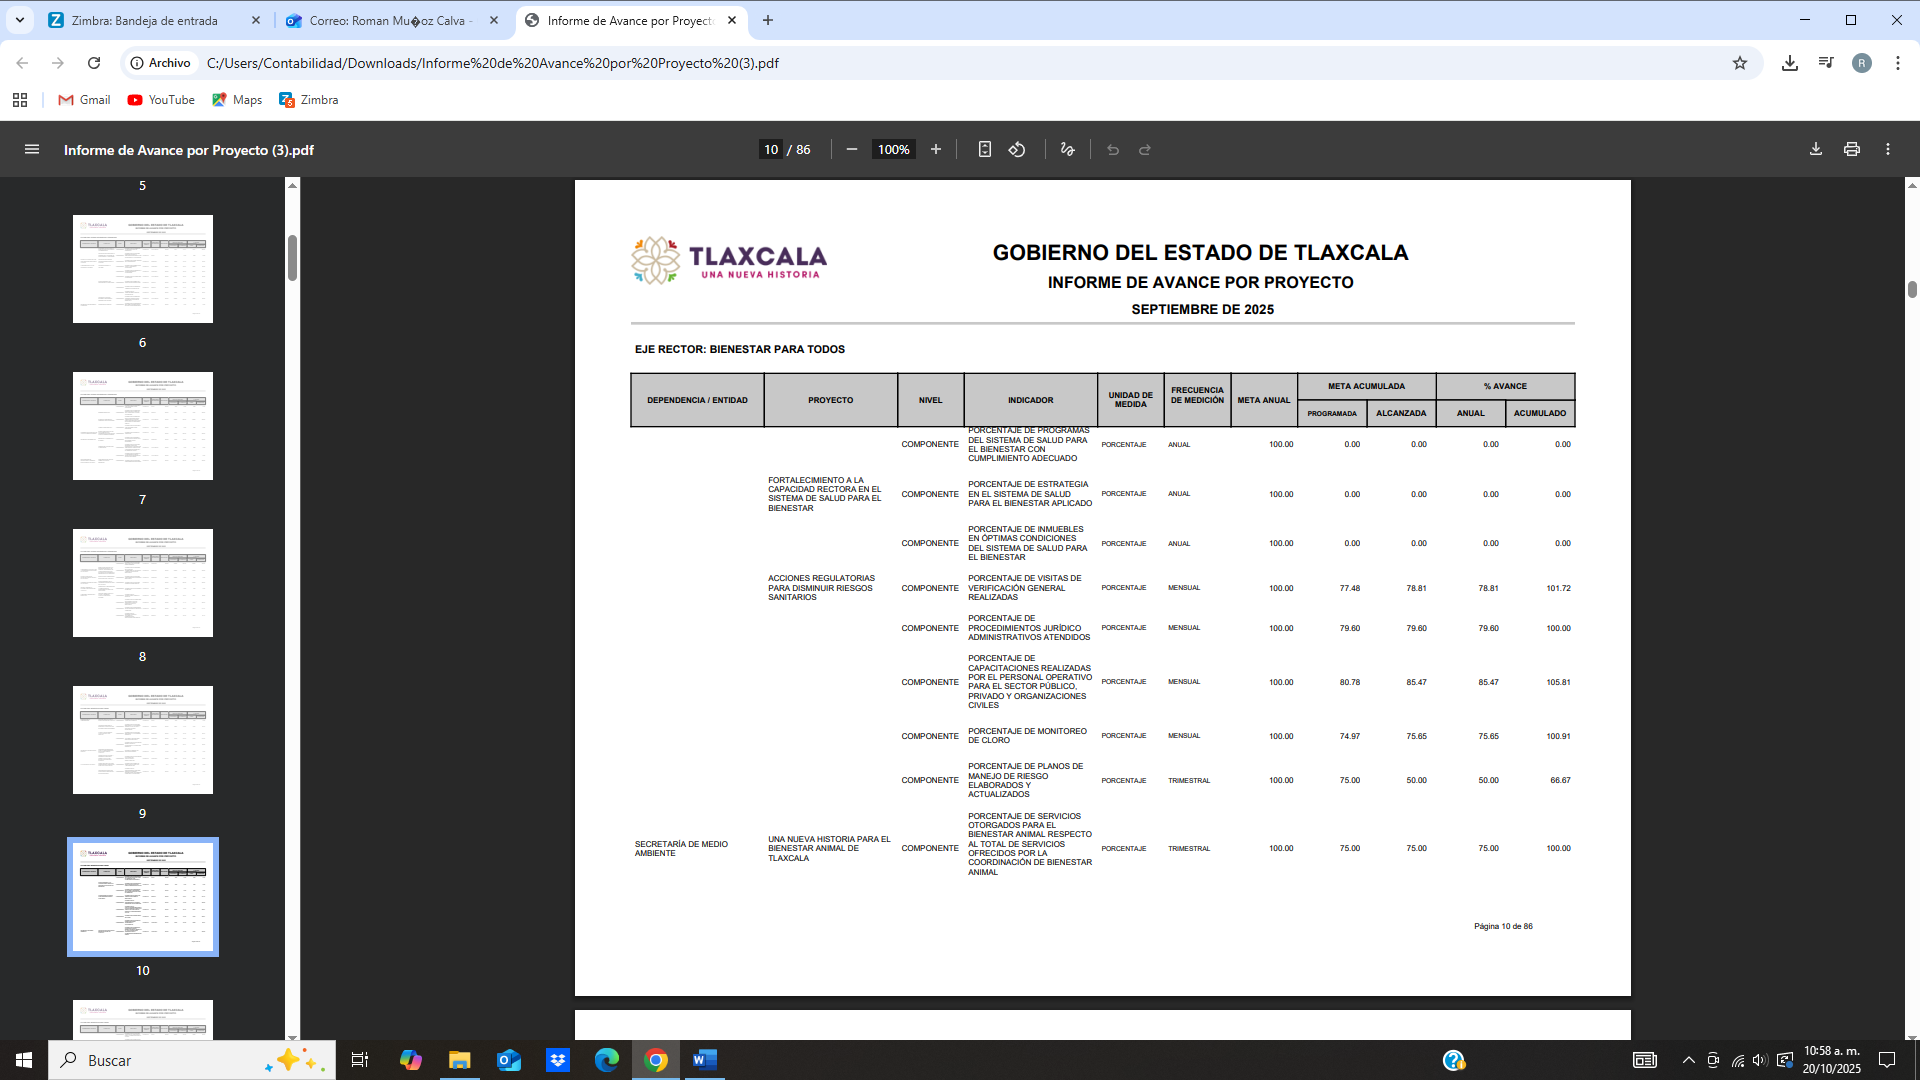 Zimbra: Bandeja de entrada
Correo: Roman Mu�oz Calva -
Informe de Avance por Proyecto
Archivo
C:/Users/Contabilidad/Downloads/Informe%20de%20Avance%20por%20Proyecto%20(3).pdf
R
Gmail
YouTube
Maps
Zimbra
Informe de Avance por Proyecto (3).pdf
10 / 86
100%
5
6
7
8
9
10
TLAXCALA
UNA NUEVA HISTORIA
GOBIERNO DEL ESTADO DE TLAXCALA
INFORME DE AVANCE POR PROYECTO
SEPTIEMBRE DE 2025
EJE RECTOR: BIENESTAR PARA TODOS
DEPENDENCIA / ENTIDAD
PROYECTO
NIVEL
INDICADOR
UNIDAD DE
MEDIDA
FRECUENCIA
DE MEDICIÓN
META ANUAL
META ACUMULADA
PROGRAMADA
ALCANZADA
% AVANCE
ANUAL
ACUMULADO
COMPONENTE
PORCENTAJE DE PROGRAMAS
DEL SISTEMA DE SALUD PARA
EL BIENESTAR CON
CUMPLIMIENTO ADECUADO
PORCENTAJE ANUAL 100.00 0.00 0.00 0.00 0.00
FORTALECIMIENTO A LA
CAPACIDAD RECTORA EN EL
SISTEMA DE SALUD PARA EL
BIENESTAR
COMPONENTE
PORCENTAJE DE ESTRATEGIA
EN EL SISTEMA DE SALUD
PARA EL BIENESTAR APLICADO
PORCENTAJE ANUAL 100.00 0.00 0.00 0.00 0.00
COMPONENTE
PORCENTAJE DE INMUEBLES
EN ÓPTIMAS CONDICIONES
DEL SISTEMA DE SALUD PARA
EL BIENESTAR
PORCENTAJE ANUAL 100.00 0.00 0.00 0.00 0.00
ACCIONES REGULATORIAS
PARA DISMINUIR RIESGOS
SANITARIOS
COMPONENTE
PORCENTAJE DE VISITAS DE
VERIFICACIÓN GENERAL
REALIZADAS
PORCENTAJE MENSUAL 100.00 77.48 78.81 78.81 101.72
COMPONENTE
PORCENTAJE DE
PROCEDIMIENTOS JURÍDICO
ADMINISTRATIVOS ATENDIDOS
PORCENTAJE MENSUAL 100.00 79.60 79.60 79.60 100.00
COMPONENTE
PORCENTAJE DE
CAPACITACIONES REALIZADAS
POR EL PERSONAL OPERATIVO
PARA EL SECTOR PÚBLICO,
PRIVADO Y ORGANIZACIONES
CIVILES
PORCENTAJE MENSUAL 100.00 80.78 85.47 85.47 105.81
COMPONENTE
PORCENTAJE DE MONITOREO
DE CLORO
PORCENTAJE MENSUAL 100.00 74.97 75.65 75.65 100.91
COMPONENTE
PORCENTAJE DE PLANOS DE
MANEJO DE RIESGO
ELABORADOS Y
ACTUALIZADOS
PORCENTAJE TRIMESTRAL 100.00 75.00 50.00 50.00 66.67
SECRETARÍA DE MEDIO
AMBIENTE
UNA NUEVA HISTORIA PARA EL
BIENESTAR ANIMAL DE
TLAXCALA
COMPONENTE
PORCENTAJE DE SERVICIOS
OTORGADOS PARA EL
BIENESTAR ANIMAL RESPECTO
AL TOTAL DE SERVICIOS
OFRECIDOS POR LA
COORDINACIÓN DE BIENESTAR
ANIMAL
PORCENTAJE TRIMESTRAL 100.00 75.00 75.00 75.00 100.00
Página 10 de 86
Buscar
10:58 a. m.
20/10/2025